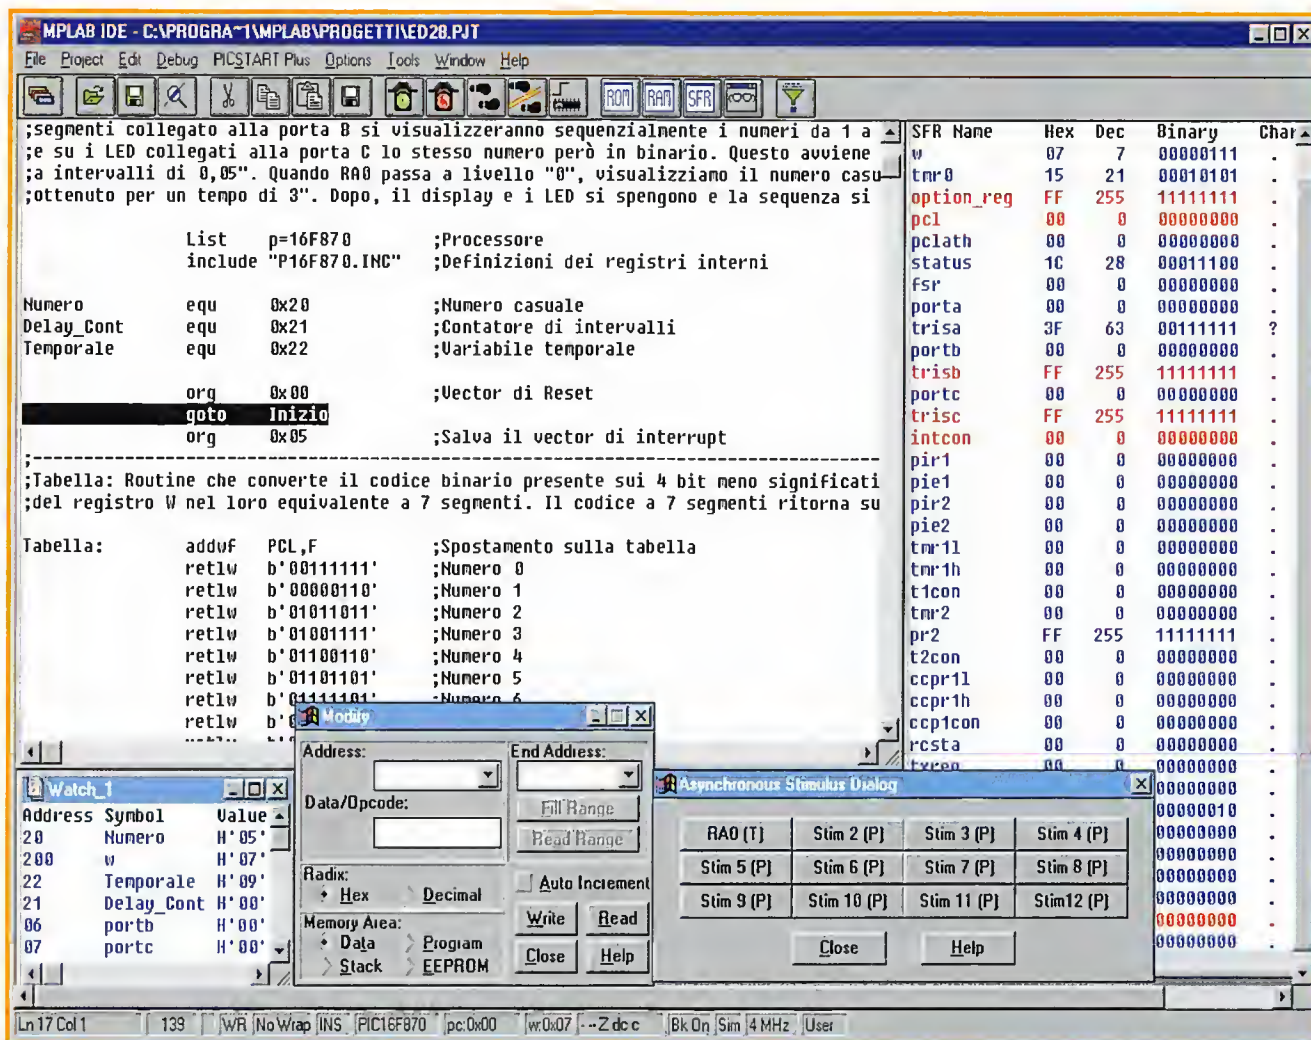 MPLAB IDE - C:\PROGRA~1\MPLAB\PROGETTI\ED28.PJT
File Project Edit Debug PICSTART Plus Options Tools Window Help
ROM RAM SFR
;segmenti collegato alla porta B si visualizzeranno sequenzialmente i numeri da 1 a
;e su i LED collegati alla porta C lo stesso numero però in binario. Questo avviene
;a intervalli di 0,05". Quando RA0 passa a livello "0", visualizziamo il numero casu
;ottenuto per un tempo di 3". Dopo, il display e i LED si spengono e la sequenza si
List p=16F870 ;Processore
include "P16F870.INC" ;Definizioni dei registri interni
Numero equ 0x20 ;Numero casuale
Delay_Cont equ 0x21 ;Contatore di intervalli
Temporale equ 0x22 ;Variabile temporale
org 0x00 ;Vector di Reset
goto Inizio
org 0x05 ;Salva il vector di interrupt
;--------------------------------------------------------------------------------
;Tabella: Routine che converte il codice binario presente sui 4 bit meno significati
;del registro W nel loro equivalente a 7 segmenti. Il codice a 7 segmenti ritorna su
Tabella: addwf PCL,F ;Spostamento sulla tabella
retlw b'00111111' ;Numero 0
retlw b'00000110' ;Numero 1
retlw b'01011011' ;Numero 2
retlw b'01001111' ;Numero 3
retlw b'01100110' ;Numero 4
retlw b'01101101' ;Numero 5
retlw b'01111101' ;Numero 6
retlw
SFR Name Hex Dec Binary Char
w 07 7 00000111 .
tmr0 15 21 00010101 .
option_reg FF 255 11111111 .
pcl 00 0 00000000 .
pclath 00 0 00000000 .
status 1C 28 00011100 .
fsr 00 0 00000000 .
porta 00 0 00000000 .
trisa 3F 63 00111111 ?
portb 00 0 00000000 .
trisb FF 255 11111111 .
portc 00 0 00000000 .
trisc FF 255 11111111 .
intcon 00 0 00000000 .
pir1 00 0 00000000 .
pie1 00 0 00000000 .
pir2 00 0 00000000 .
pie2 00 0 00000000 .
tmr1l 00 0 00000000 .
tmr1h 00 0 00000000 .
t1con 00 0 00000000 .
tmr2 00 0 00000000 .
pr2 FF 255 11111111 .
t2con 00 0 00000000 .
ccpr1l 00 0 00000000 .
ccpr1h 00 0 00000000 .
ccp1con 00 0 00000000 .
rcsta 00 0 00000000 .
txreg 00 0 00000000 .
00000000 .
00000010 .
00000000 .
00000000 .
00000000 .
00000000 .
00000000 .
00000000 .
Watch_1
Address Symbol Value
20 Numero H'05'
200 w H'07'
22 Temporale H'09'
21 Delay_Cont H'00'
06 portb H'00'
07 portc H'00'
Modify
Address: End Address:
Data/Opcode: Fill Range
Read Range
Radix:
Hex Decimal
Auto Increment
Memory Area:
Data Program
Stack EEPROM
Write Read
Close Help
Asynchronous Stimulus Dialog
RA0 (T) Stim 2 (P) Stim 3 (P) Stim 4 (P)
Stim 5 (P) Stim 6 (P) Stim 7 (P) Stim 8 (P)
Stim 9 (P) Stim 10 (P) Stim 11 (P) Stim12 (P)
Close Help
Ln 17 Col 1 139 WR No Wrap INS PIC16F870 pc:0x00 w:0x07 --Z dc c Bk On Sim 4 MHz User